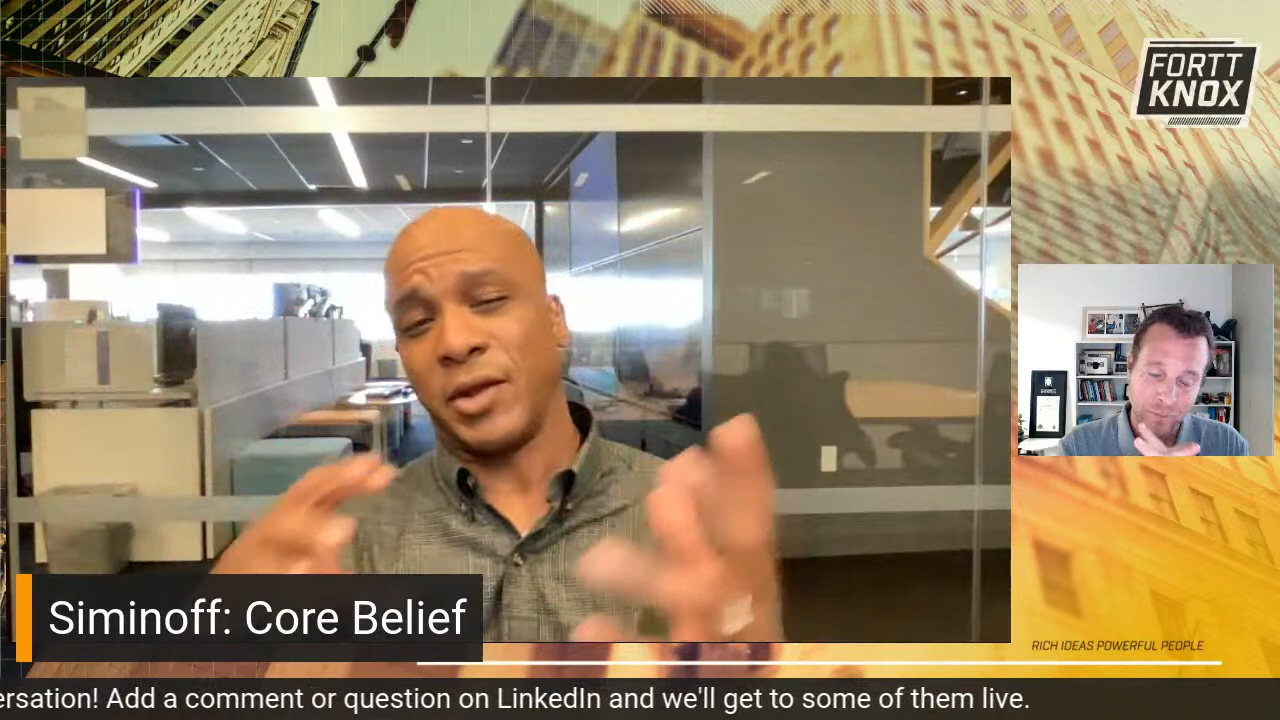 FORTT
KNOX
Siminoff: Core Belief
RICH IDEAS POWERFUL PEOPLE
ersation! Add a comment or question on LinkedIn and we'll get to some of them live.